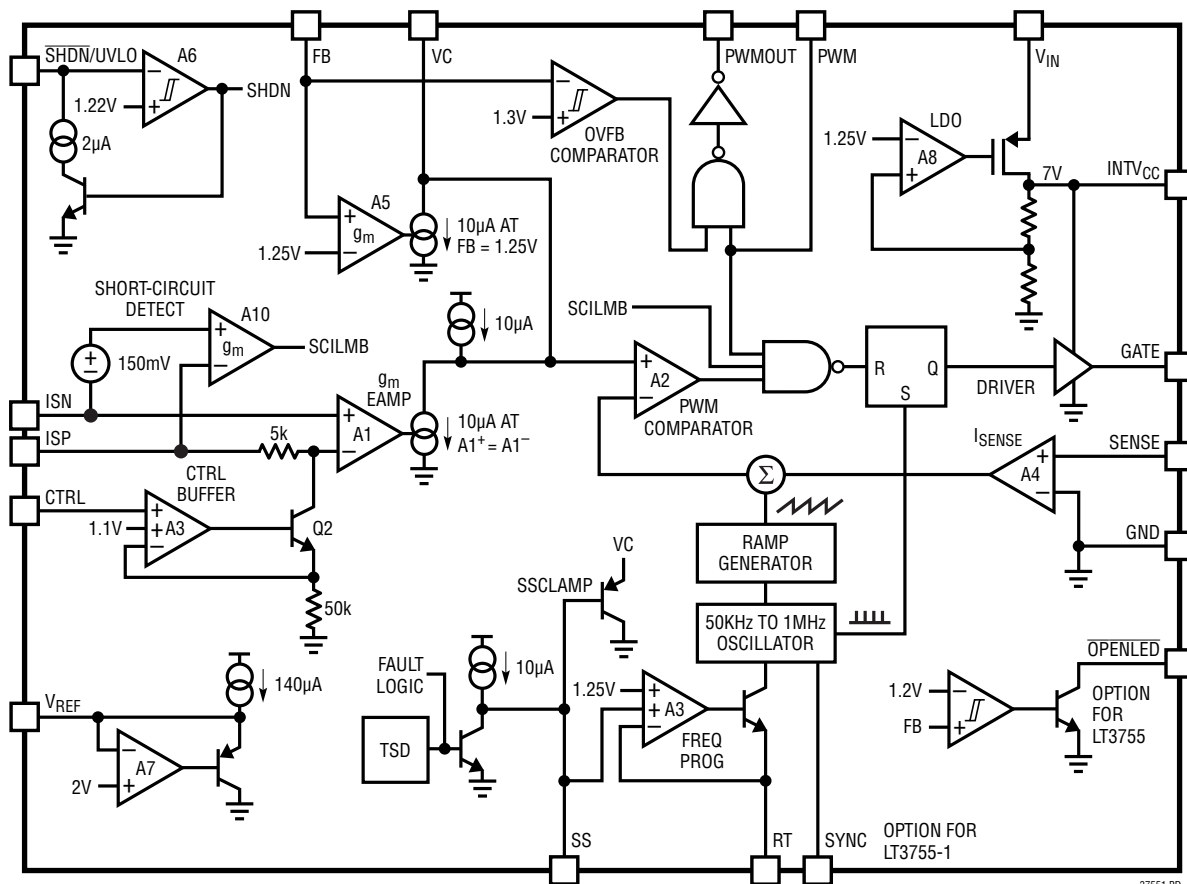 SHDN/UVLO
A6
1.22V
SHDN
2µA
FB
VC
PWMOUT
PWM
VIN
1.3V
OVFB
COMPARATOR
LDO
1.25V
A8
7V
INTVCC
A5
gm
1.25V
10µA AT
FB = 1.25V
SHORT-CIRCUIT
DETECT
A10
gm
SCILMB
150mV
10µA
SCILMB
ISN
gm
EAMP
A1
10µA AT
A1+ = A1−
A2
PWM
COMPARATOR
R
Q
S
DRIVER
GATE
ISP
5k
ISENSE
A4
SENSE
CTRL
CTRL
BUFFER
1.1V
A3
Q2
50k
Σ
GND
RAMP
GENERATOR
VC
SSCLAMP
50KHz TO 1MHz
OSCILLATOR
OPENLED
VREF
140µA
A7
2V
FAULT
LOGIC
TSD
10µA
1.25V
A3
FREQ
PROG
1.2V
FB
OPTION
FOR
LT3755
SS
RT
SYNC
OPTION FOR
LT3755-1